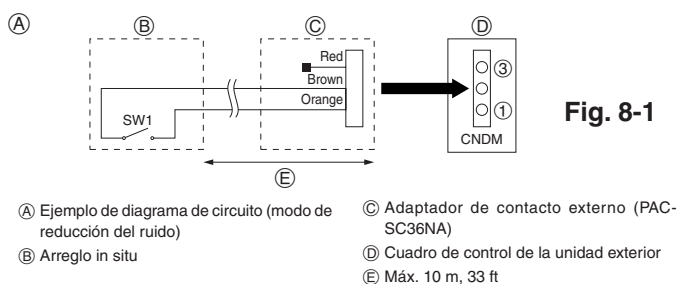 Ⓐ
Ⓑ
Ⓒ
Ⓓ
Red
Brown
Orange
SW1
③
①
CNDM
Ⓔ
Fig. 8-1
Ⓐ Ejemplo de diagrama de circuito (modo de
reducción del ruido)
Ⓑ Arreglo in situ
Ⓒ Adaptador de contacto externo (PAC-
SC36NA)
Ⓓ Cuadro de control de la unidad exterior
Ⓔ Máx. 10 m, 33 ft